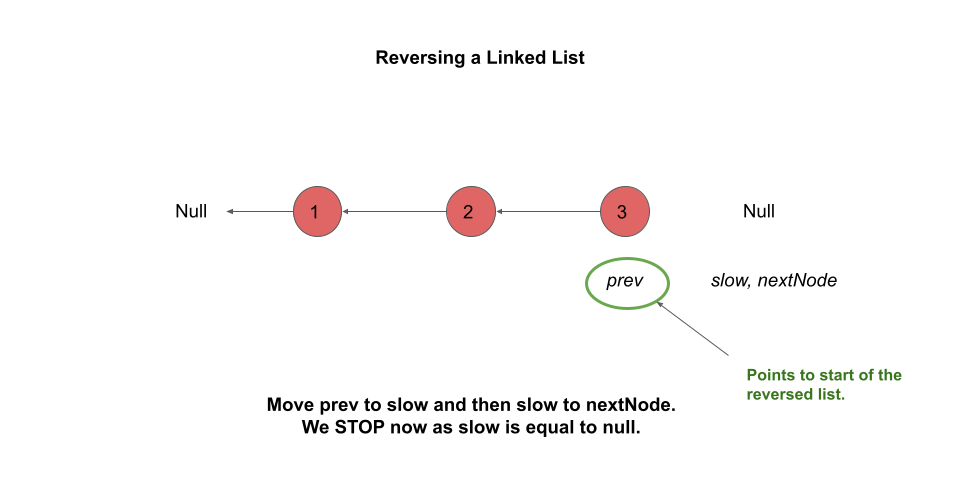 Reversing a Linked List
Null 1 2 3 Null
prev slow, nextNode
Points to start of the
reversed list.
Move prev to slow and then slow to nextNode.
We STOP now as slow is equal to null.